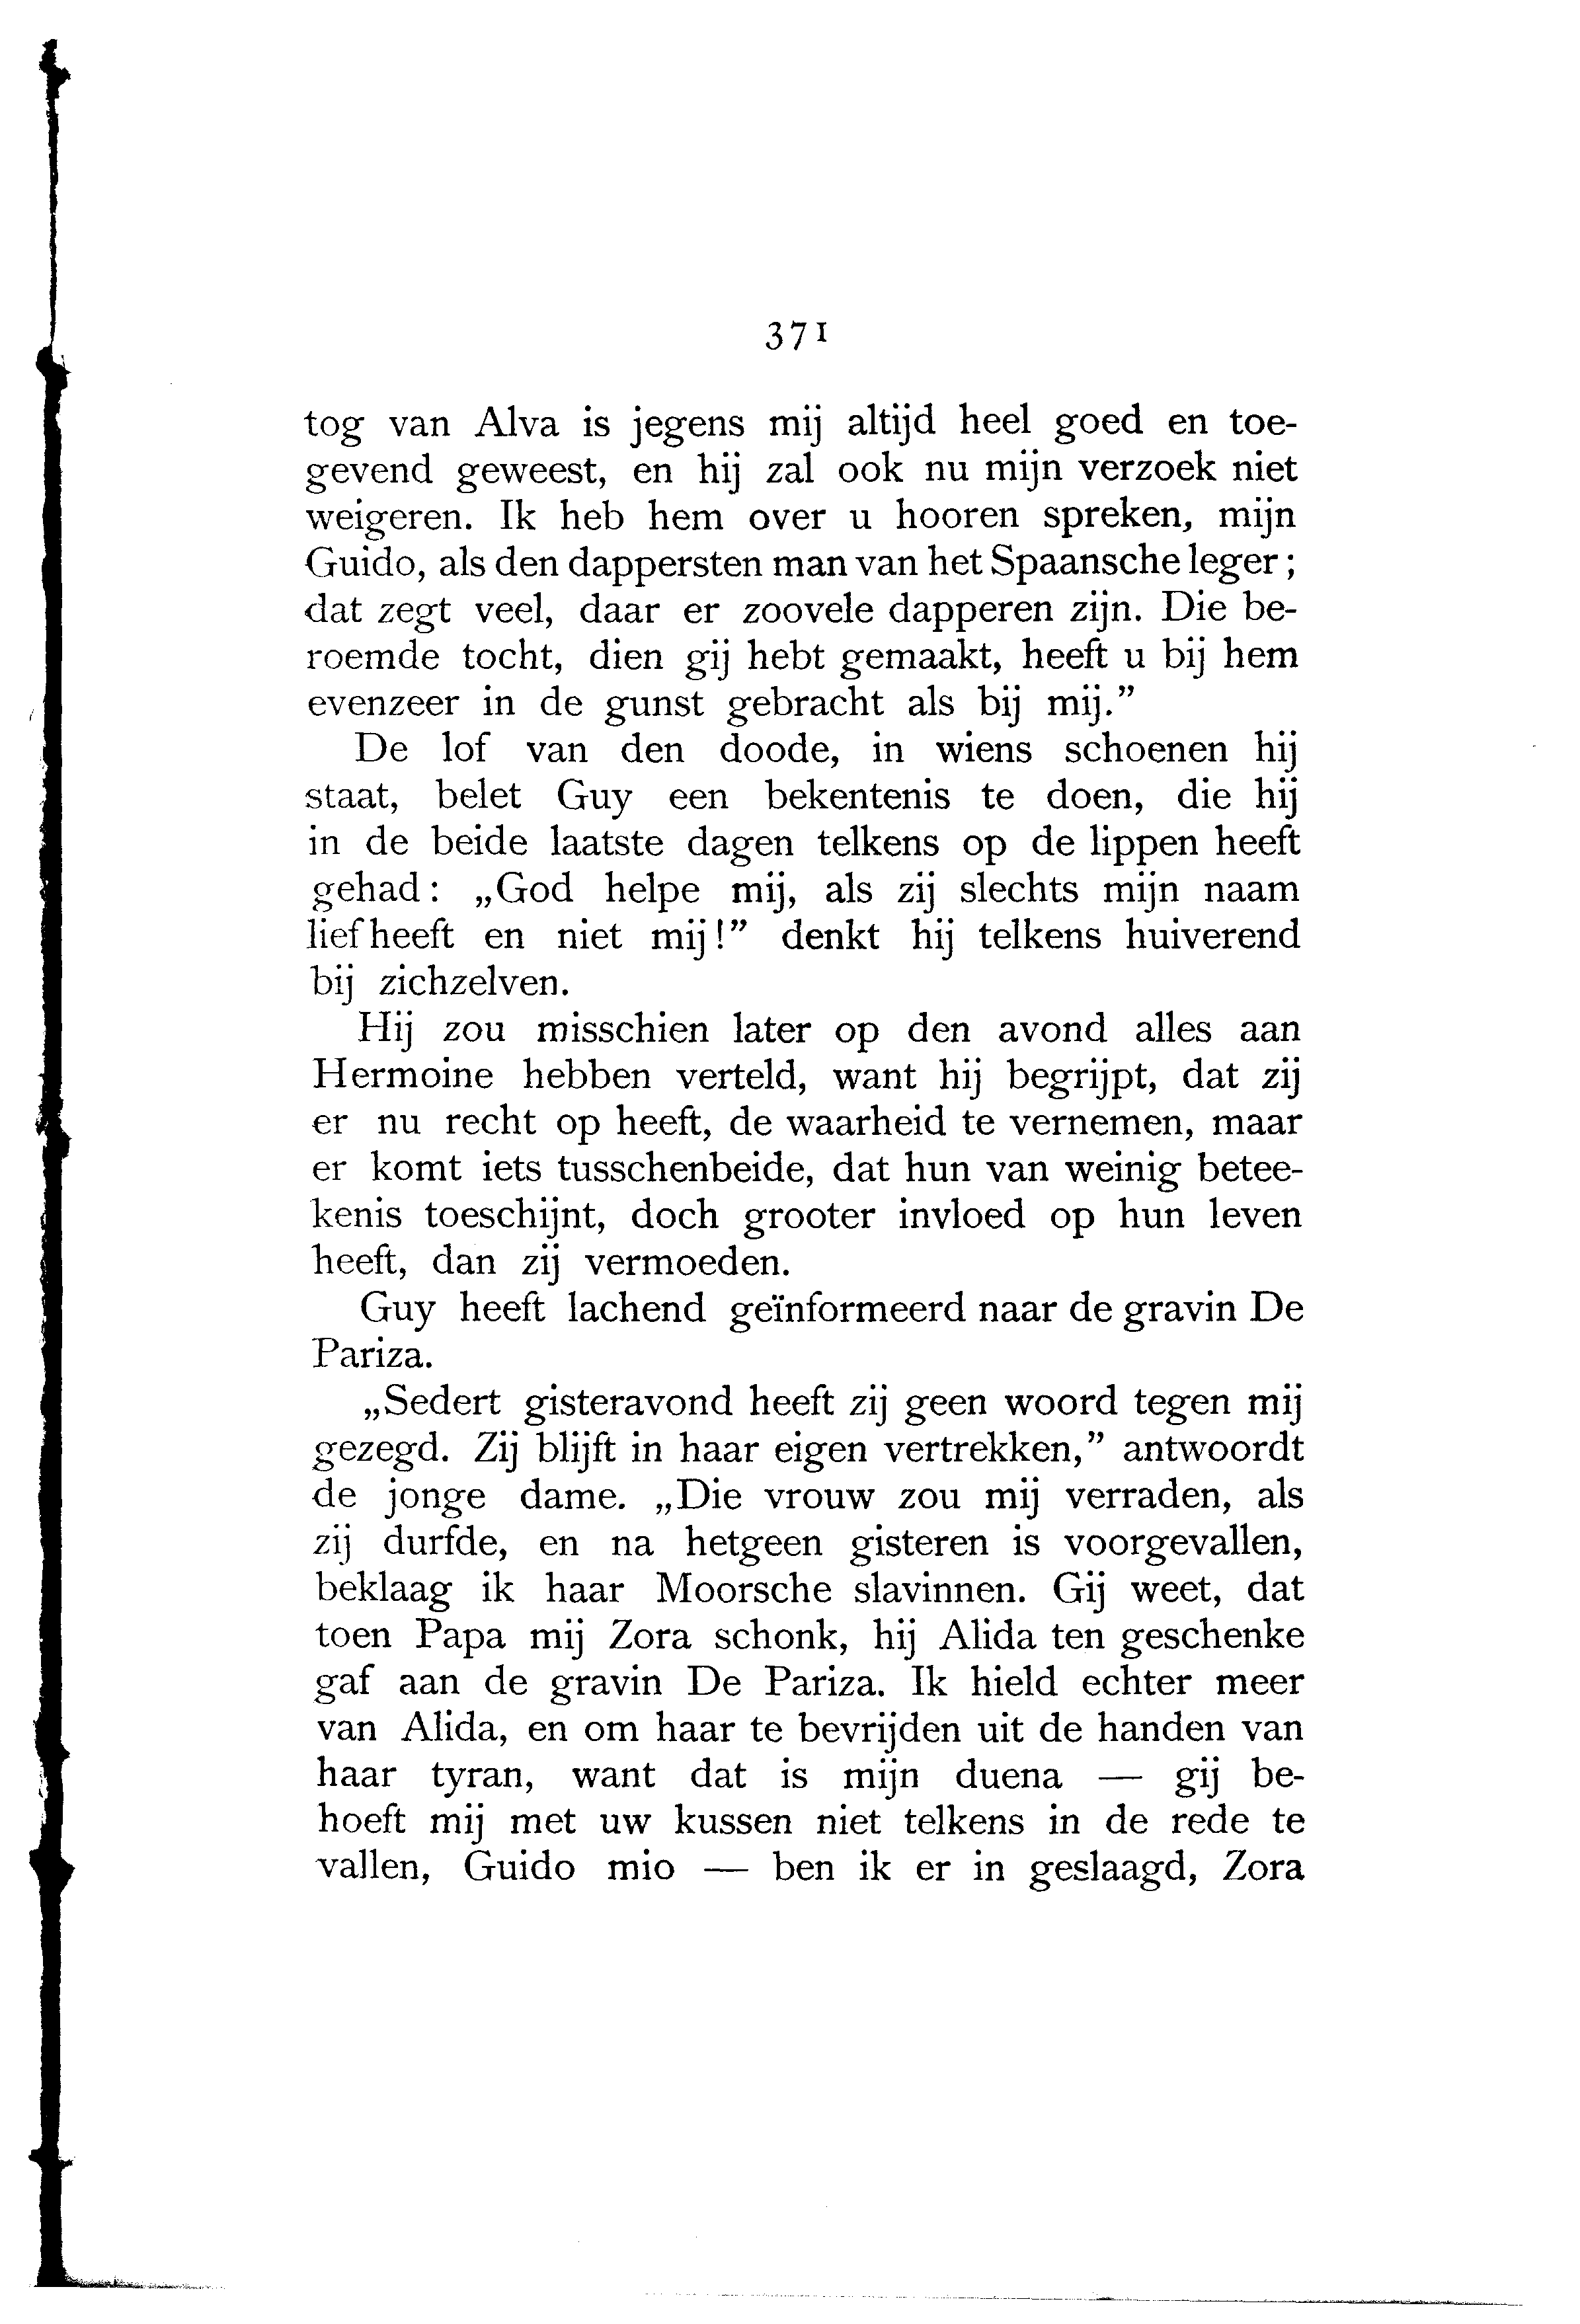 371
tog van Alva is jegens mij altijd heel goed en toe-
gevend geweest, en hij zal ook nu mijn verzoek niet
weigeren. Ik heb hem over u hooren spreken, mijn
Guido, als den dappersten man van het Spaansche leger;
dat zegt veel, daar er zoovele dapperen zijn. Die be-
roemde tocht, dien gij hebt gemaakt, heeft u bij hem
evenzeer in de gunst gebracht als bij mij.”
De lof van den doode, in wiens schoenen hij
staat, belet Guy een bekentenis te doen, die hij
in de beide laatste dagen telkens op de lippen heeft
gehad: „God helpe mij, als zij slechts mijn naam
lief heeft en niet mij!” denkt hij telkens huiverend
bij zichzelven.
Hij zou misschien later op den avond alles aan
Hermoine hebben verteld, want hij begrijpt, dat zij
er nu recht op heeft, de waarheid te vernemen, maar
er komt iets tusschenbeide, dat hun van weinig betee-
kenis toeschijnt, doch grooter invloed op hun leven
heeft, dan zij vermoeden.
Guy heeft lachend geïnformeerd naar de gravin De
Pariza.
„Sedert gisteravond heeft zij geen woord tegen mij
gezegd. Zij blijft in haar eigen vertrekken,” antwoordt
de jonge dame. „Die vrouw zou mij verraden, als
zij durfde, en na hetgeen gisteren is voorgevallen,
beklaag ik haar Moorsche slavinnen. Gij weet, dat
toen Papa mij Zora schonk, hij Alida ten geschenke
gaf aan de gravin De Pariza. Ik hield echter meer
van Alida, en om haar te bevrijden uit de handen van
haar tyran, want dat is mijn duena — gij be-
hoeft mij met uw kussen niet telkens in de rede te
vallen, Guido mio — ben ik er in geslaagd, Zora